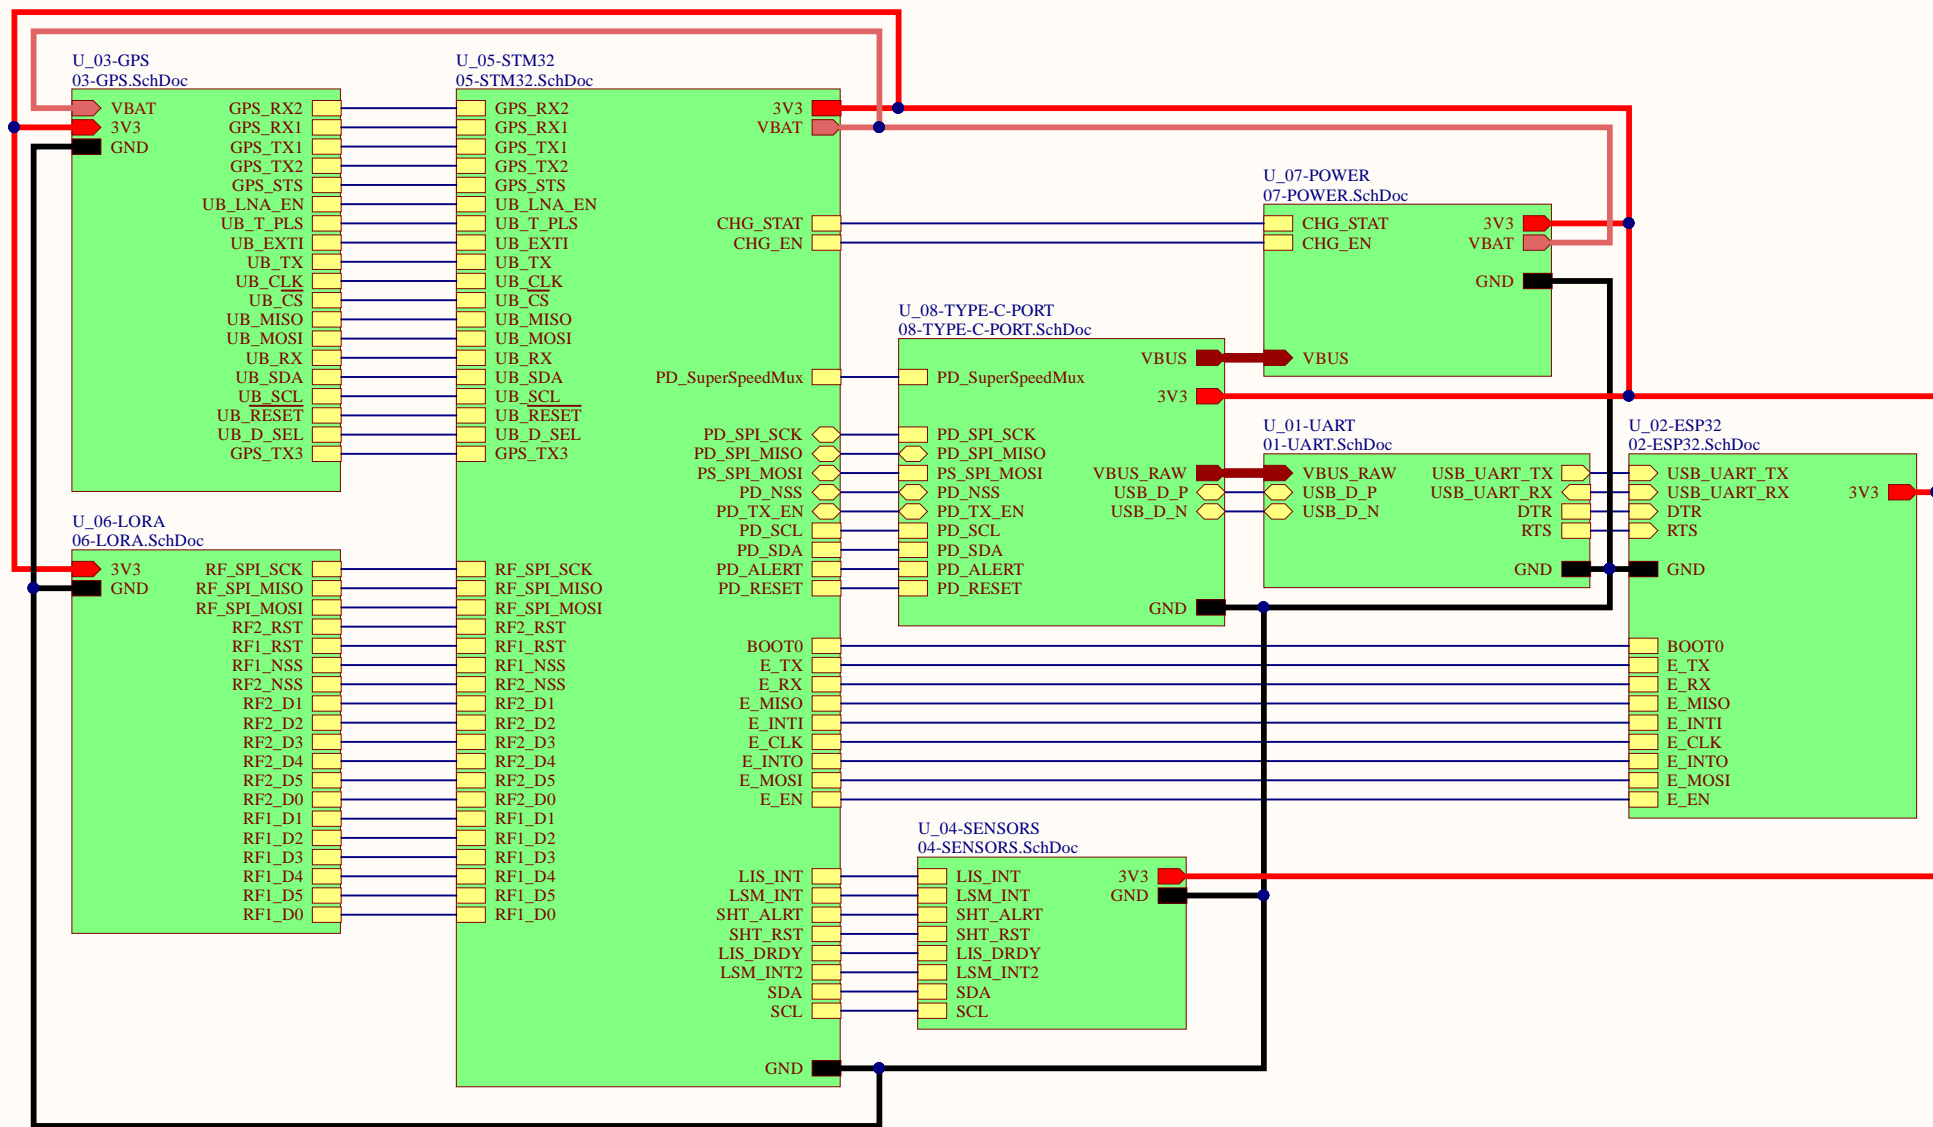 U_03-GPS
03-GPS.SchDoc
VBAT
3V3
GND
GPS_RX2
GPS_RX1
GPS_TX1
GPS_TX2
GPS_STS
UB_LNA_EN
UB_T_PLS
UB_EXTI
UB_TX
UB_CLK
UB_CS
UB_MISO
UB_MOSI
UB_RX
UB_SDA
UB_SCL
UB_RESET
UB_D_SEL
GPS_TX3
U_06-LORA
06-LORA.SchDoc
3V3
GND
RF_SPI_SCK
RF_SPI_MISO
RF_SPI_MOSI
RF2_RST
RF1_RST
RF1_NSS
RF2_NSS
RF2_D1
RF2_D2
RF2_D3
RF2_D4
RF2_D5
RF2_D0
RF1_D1
RF1_D2
RF1_D3
RF1_D4
RF1_D5
RF1_D0
U_05-STM32
05-STM32.SchDoc
GPS_RX2
GPS_RX1
GPS_TX1
GPS_TX2
GPS_STS
UB_LNA_EN
UB_T_PLS
UB_EXTI
UB_TX
UB_CLK
UB_CS
UB_MISO
UB_MOSI
UB_RX
UB_SDA
UB_SCL
UB_RESET
UB_D_SEL
GPS_TX3
RF_SPI_SCK
RF_SPI_MISO
RF_SPI_MOSI
RF2_RST
RF1_RST
RF1_NSS
RF2_NSS
RF2_D1
RF2_D2
RF2_D3
RF2_D4
RF2_D5
RF2_D0
RF1_D1
RF1_D2
RF1_D3
RF1_D4
RF1_D5
RF1_D0
3V3
VBAT
CHG_STAT
CHG_EN
PD_SuperSpeedMux
PD_SPI_SCK
PD_SPI_MISO
PS_SPI_MOSI
PD_NSS
PD_TX_EN
PD_SCL
PD_SDA
PD_ALERT
PD_RESET
BOOT0
E_TX
E_RX
E_MISO
E_INTI
E_CLK
E_INTO
E_MOSI
E_EN
LIS_INT
LSM_INT
SHT_ALRT
SHT_RST
LIS_DRDY
LSM_INT2
SDA
SCL
GND
U_08-TYPE-C-PORT
08-TYPE-C-PORT.SchDoc
PD_SuperSpeedMux
PD_SPI_SCK
PD_SPI_MISO
PS_SPI_MOSI
PD_NSS
PD_TX_EN
PD_SCL
PD_SDA
PD_ALERT
PD_RESET
VBUS
3V3
VBUS_RAW
USB_D_P
USB_D_N
GND
U_04-SENSORS
04-SENSORS.SchDoc
LIS_INT
LSM_INT
SHT_ALRT
SHT_RST
LIS_DRDY
LSM_INT2
SDA
SCL
3V3
GND
U_07-POWER
07-POWER.SchDoc
CHG_STAT
CHG_EN
VBUS
3V3
VBAT
GND
U_01-UART
01-UART.SchDoc
VBUS_RAW
USB_D_P
USB_D_N
USB_UART_TX
USB_UART_RX
DTR
RTS
GND
U_02-ESP32
02-ESP32.SchDoc
USB_UART_TX
USB_UART_RX
DTR
RTS
GND
BOOT0
E_TX
E_RX
E_MISO
E_INTI
E_CLK
E_INTO
E_MOSI
E_EN
3V3